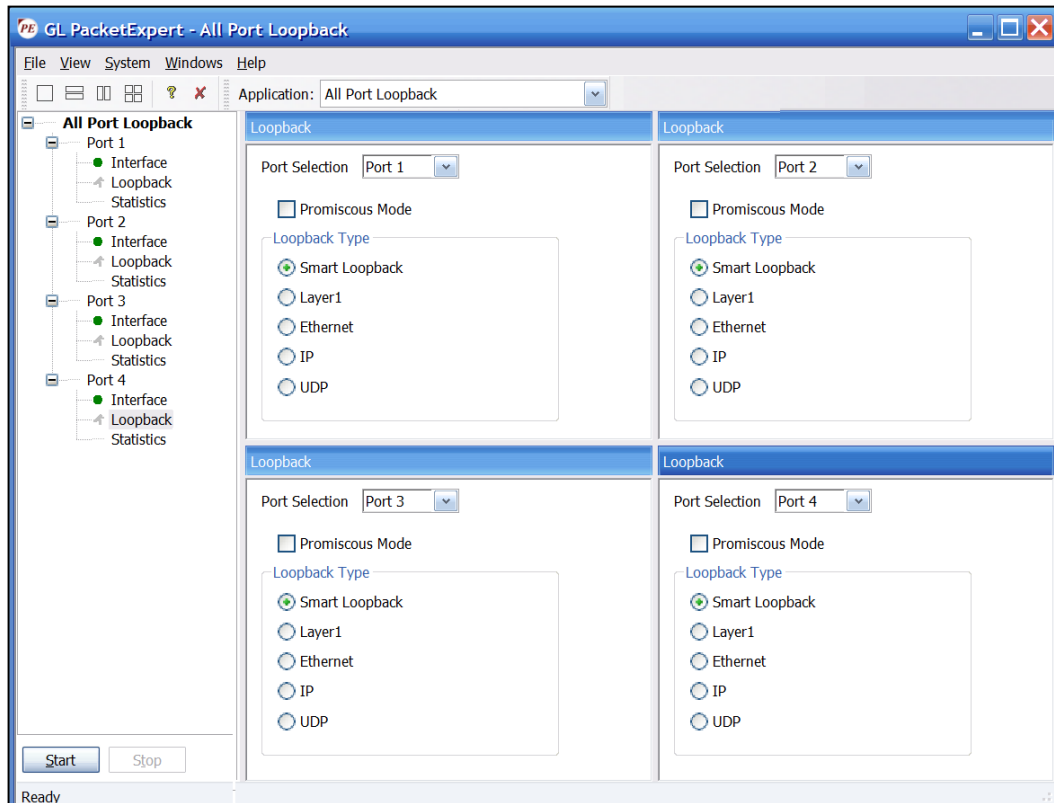 PE GL PacketExpert - All Port Loopback
File View System Windows Help
Application: All Port Loopback
All Port Loopback
Port 1
Interface
Loopback
Statistics
Port 2
Interface
Loopback
Statistics
Port 3
Interface
Loopback
Statistics
Port 4
Interface
Loopback
Statistics
Start Stop
Ready
Loopback
Port Selection Port 1
Promiscous Mode
Loopback Type
Smart Loopback
Layer1
Ethernet
IP
UDP
Loopback
Port Selection Port 2
Promiscous Mode
Loopback Type
Smart Loopback
Layer1
Ethernet
IP
UDP
Loopback
Port Selection Port 3
Promiscous Mode
Loopback Type
Smart Loopback
Layer1
Ethernet
IP
UDP
Loopback
Port Selection Port 4
Promiscous Mode
Loopback Type
Smart Loopback
Layer1
Ethernet
IP
UDP